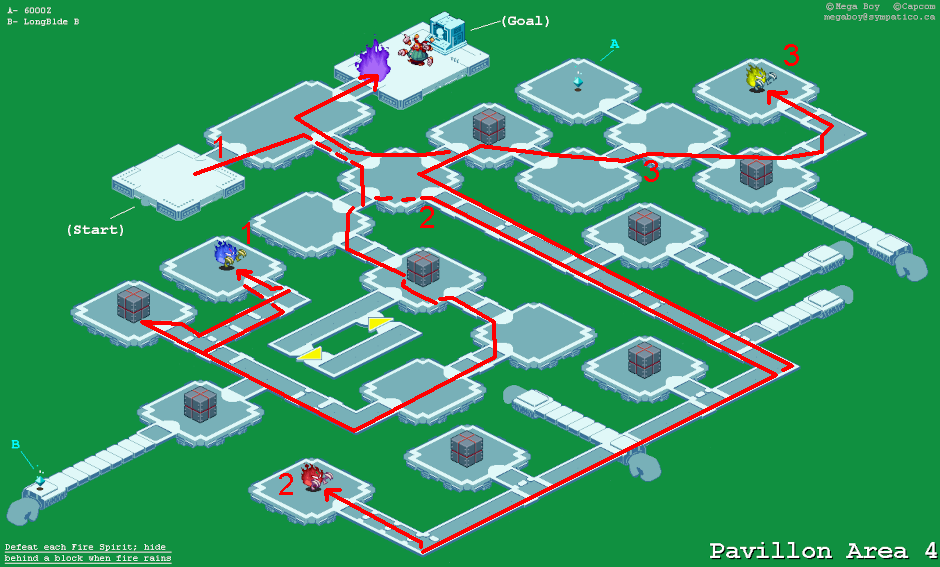 A- 6000Z
B- LongBlde B
©Mega Boy ©Capcom
megaboy@sympatico.ca
(Goal)
A
3
1
(Start)
3
2
1
B
2
Defeat each Fire Spirit; hide
behind a block when fire rains
Pavillon Area 4